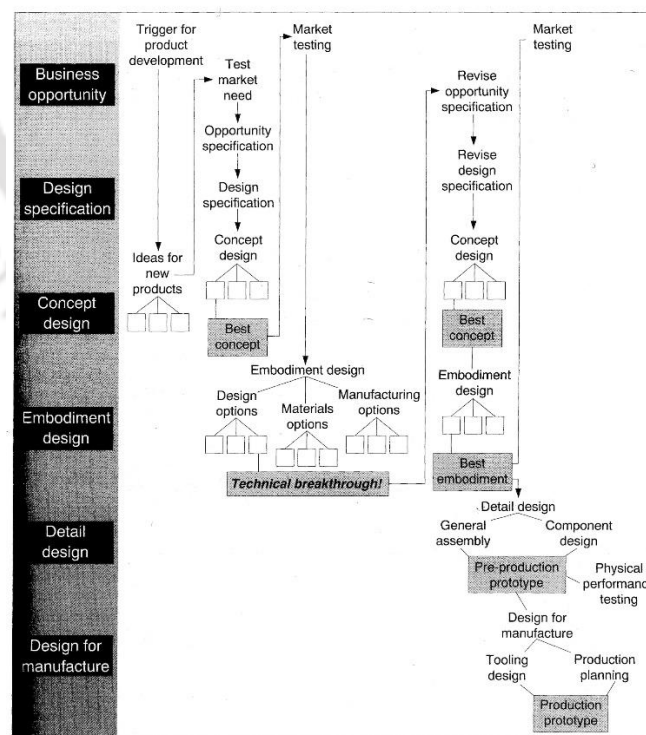 Business
opportunity
Design
specification
Concept
design
Embodiment
design
Detail
design
Design for
manufacture
Trigger for
product
development
Ideas for
new
products
Test
market
need
Opportunity
specification
Design
specification
Concept
design
Best
concept
Market
testing
Embodiment design
Design
options
Materials
options
Manufacturing
options
Technical breakthrough!
Revise
opportunity
specification
Revise
design
specification
Concept
design
Best
concept
Embodiment
design
Best
embodiment
Market
testing
Detail design
General
assembly
Component
design
Pre-production
prototype
Physical
performance
testing
Design for
manufacture
Tooling
design
Production
planning
Production
prototype